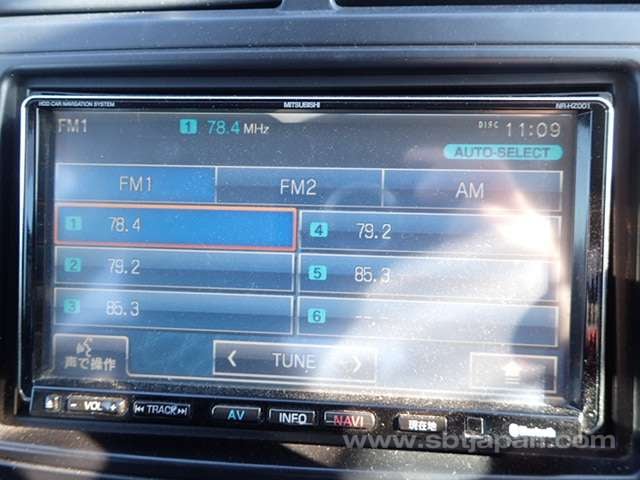 HDD CAR NAVIGATION SYSTEM MITSUBISHI NR-HZ001
FM1 1 78.4 MHz DISC 11:09
AUTO-SELECT
FM1 FM2 AM
1 78.4 4 79.2
2 79.2 5 85.3
3 85.3 6 --
声で操作 < TUNE >
- VOL + TRACK AV INFO NAVI 現在地 Bluetooth
www.sbtjapan.com